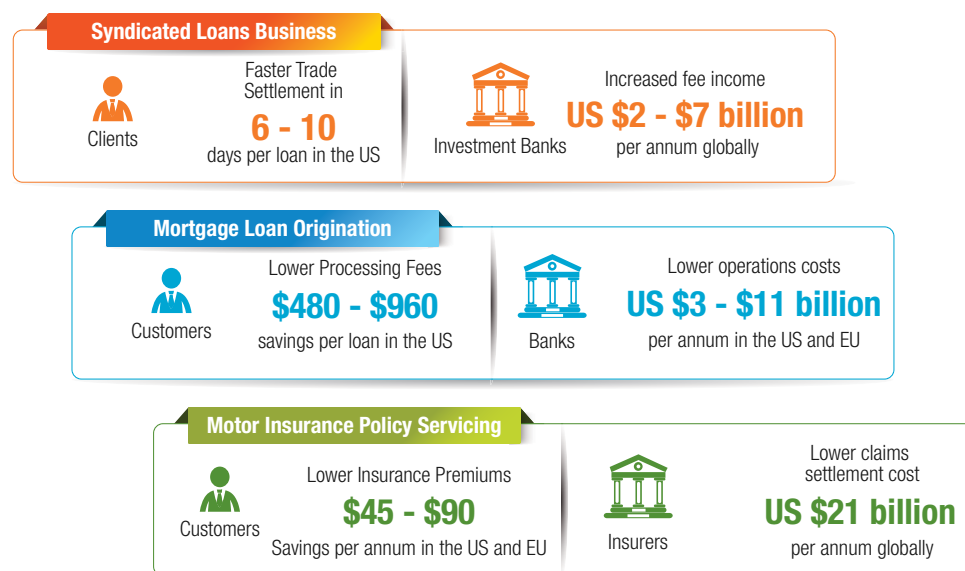 Syndicated Loans Business
Clients
Faster Trade
Settlement in
6 - 10
days per loan in the US
Investment Banks
Increased fee income
US $2 - $7 billion
per annum globally
Mortgage Loan Origination
Customers
Lower Processing Fees
$480 - $960
savings per loan in the US
Banks
Lower operations costs
US $3 - $11 billion
per annum in the US and EU
Motor Insurance Policy Servicing
Customers
Lower Insurance Premiums
$45 - $90
Savings per annum in the US and EU
Insurers
Lower claims
settlement cost
US $21 billion
per annum globally